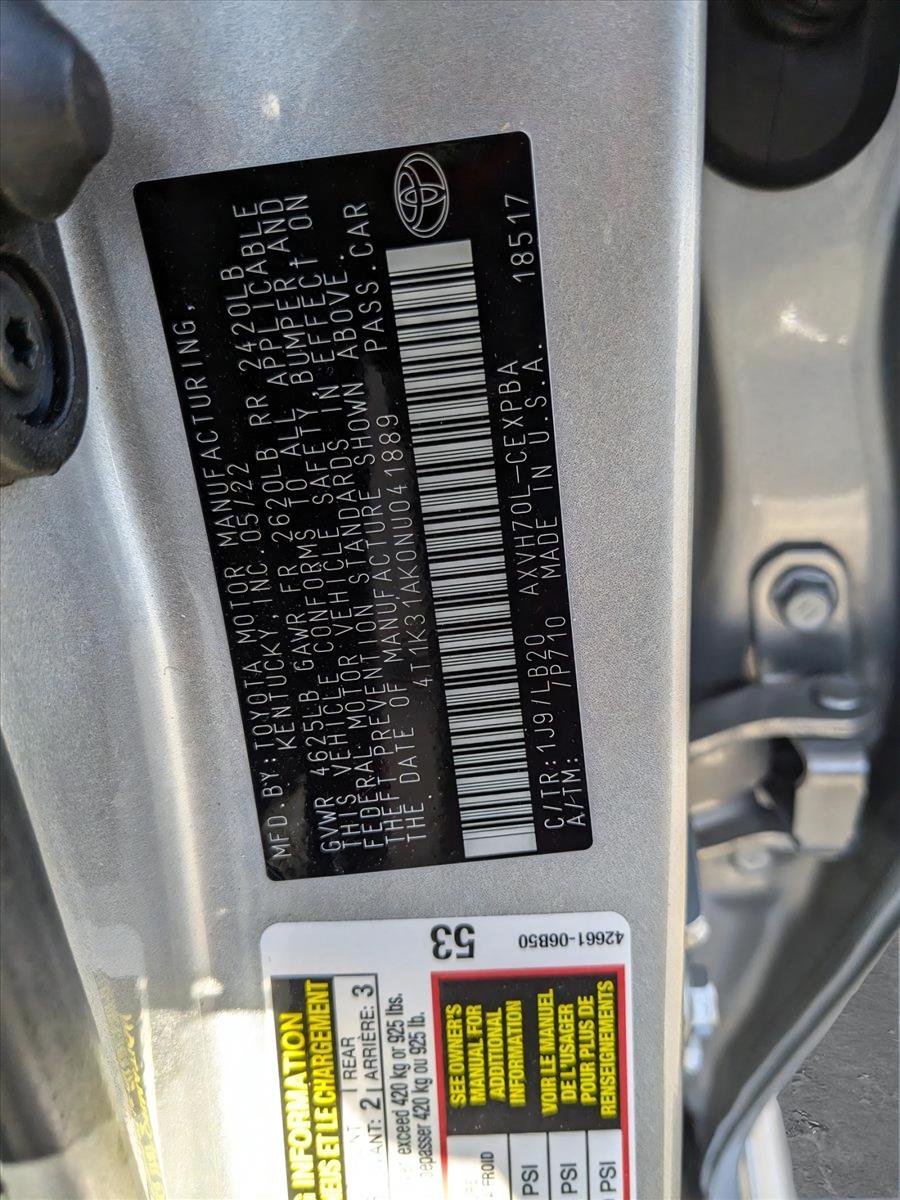 MFD. BY: TOYOTA MOTOR MANUFACTURING,
KENTUCKY, INC. 05/22
GVWR 4625LB GAWR FR 2620LB RR 2420LB
THIS VEHICLE CONFORMS TO ALL APPLICABLE
FEDERAL MOTOR VEHICLE SAFETY, BUMPER, AND
THEFT PREVENTION STANDARDS IN EFFECT ON
THE DATE OF MANUFACTURE SHOWN ABOVE.
4T1K31AK0NU041889 PASS. CAR
C/TR: 1J9/LB20 AXVH70L-CEXPBA 18517
A/TM: 7P710 MADE IN U.S.A.
53
42661-06B50
INFORMATION
ET LE CHARGEMENT
REAR
2 ARRIÈRE: 3
exceed 420 kg or 925 lbs.
420 kg ou 925 lb.
SEE OWNER'S
MANUAL FOR
ADDITIONAL
INFORMATION
VOIR LE MANUEL
DE L'USAGER
POUR PLUS DE
RENSEIGNEMENTS
FROID
PSI
PSI
PSI